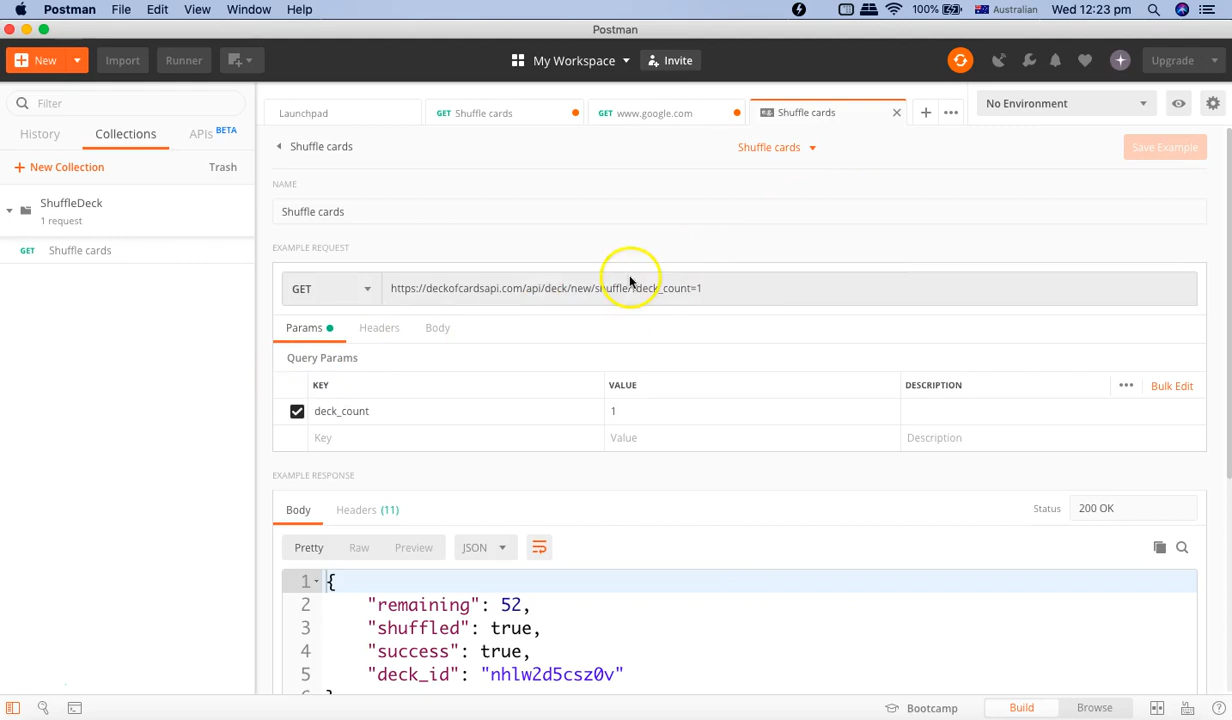 Postman File Edit View Window Help 100% Australian Wed 12:23 pm
Postman
New Import Runner My Workspace Invite Upgrade
Filter
Launchpad GET Shuffle cards GET www.google.com Shuffle cards No Environment
History Collections APIs BETA
Shuffle cards Shuffle cards Save Example
New Collection Trash
NAME
ShuffleDeck
1 request
Shuffle cards
GET Shuffle cards
EXAMPLE REQUEST
GET https://deckofcardsapi.com/api/deck/new/shuffle/?deck_count=1
Params Headers Body
Query Params
KEY VALUE DESCRIPTION Bulk Edit
deck_count 1
Key Value Description
EXAMPLE RESPONSE
Body Headers (11) Status 200 OK
Pretty Raw Preview JSON
1 {
2 "remaining": 52,
3 "shuffled": true,
4 "success": true,
5 "deck_id": "nhlw2d5csz0v"
6 }
Bootcamp Build Browse